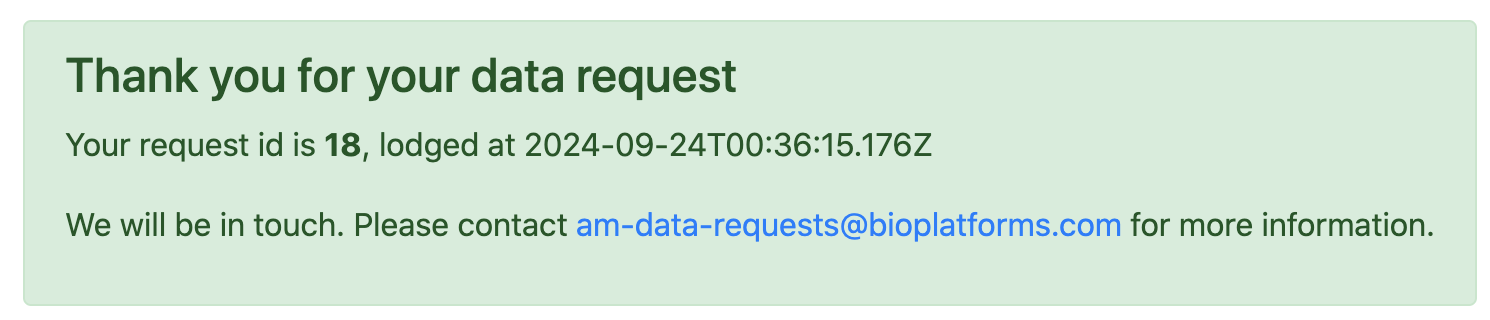 Thank you for your data request
Your request id is 18, lodged at 2024-09-24T00:36:15.176Z
We will be in touch. Please contact am-data-requests@bioplatforms.com for more information.